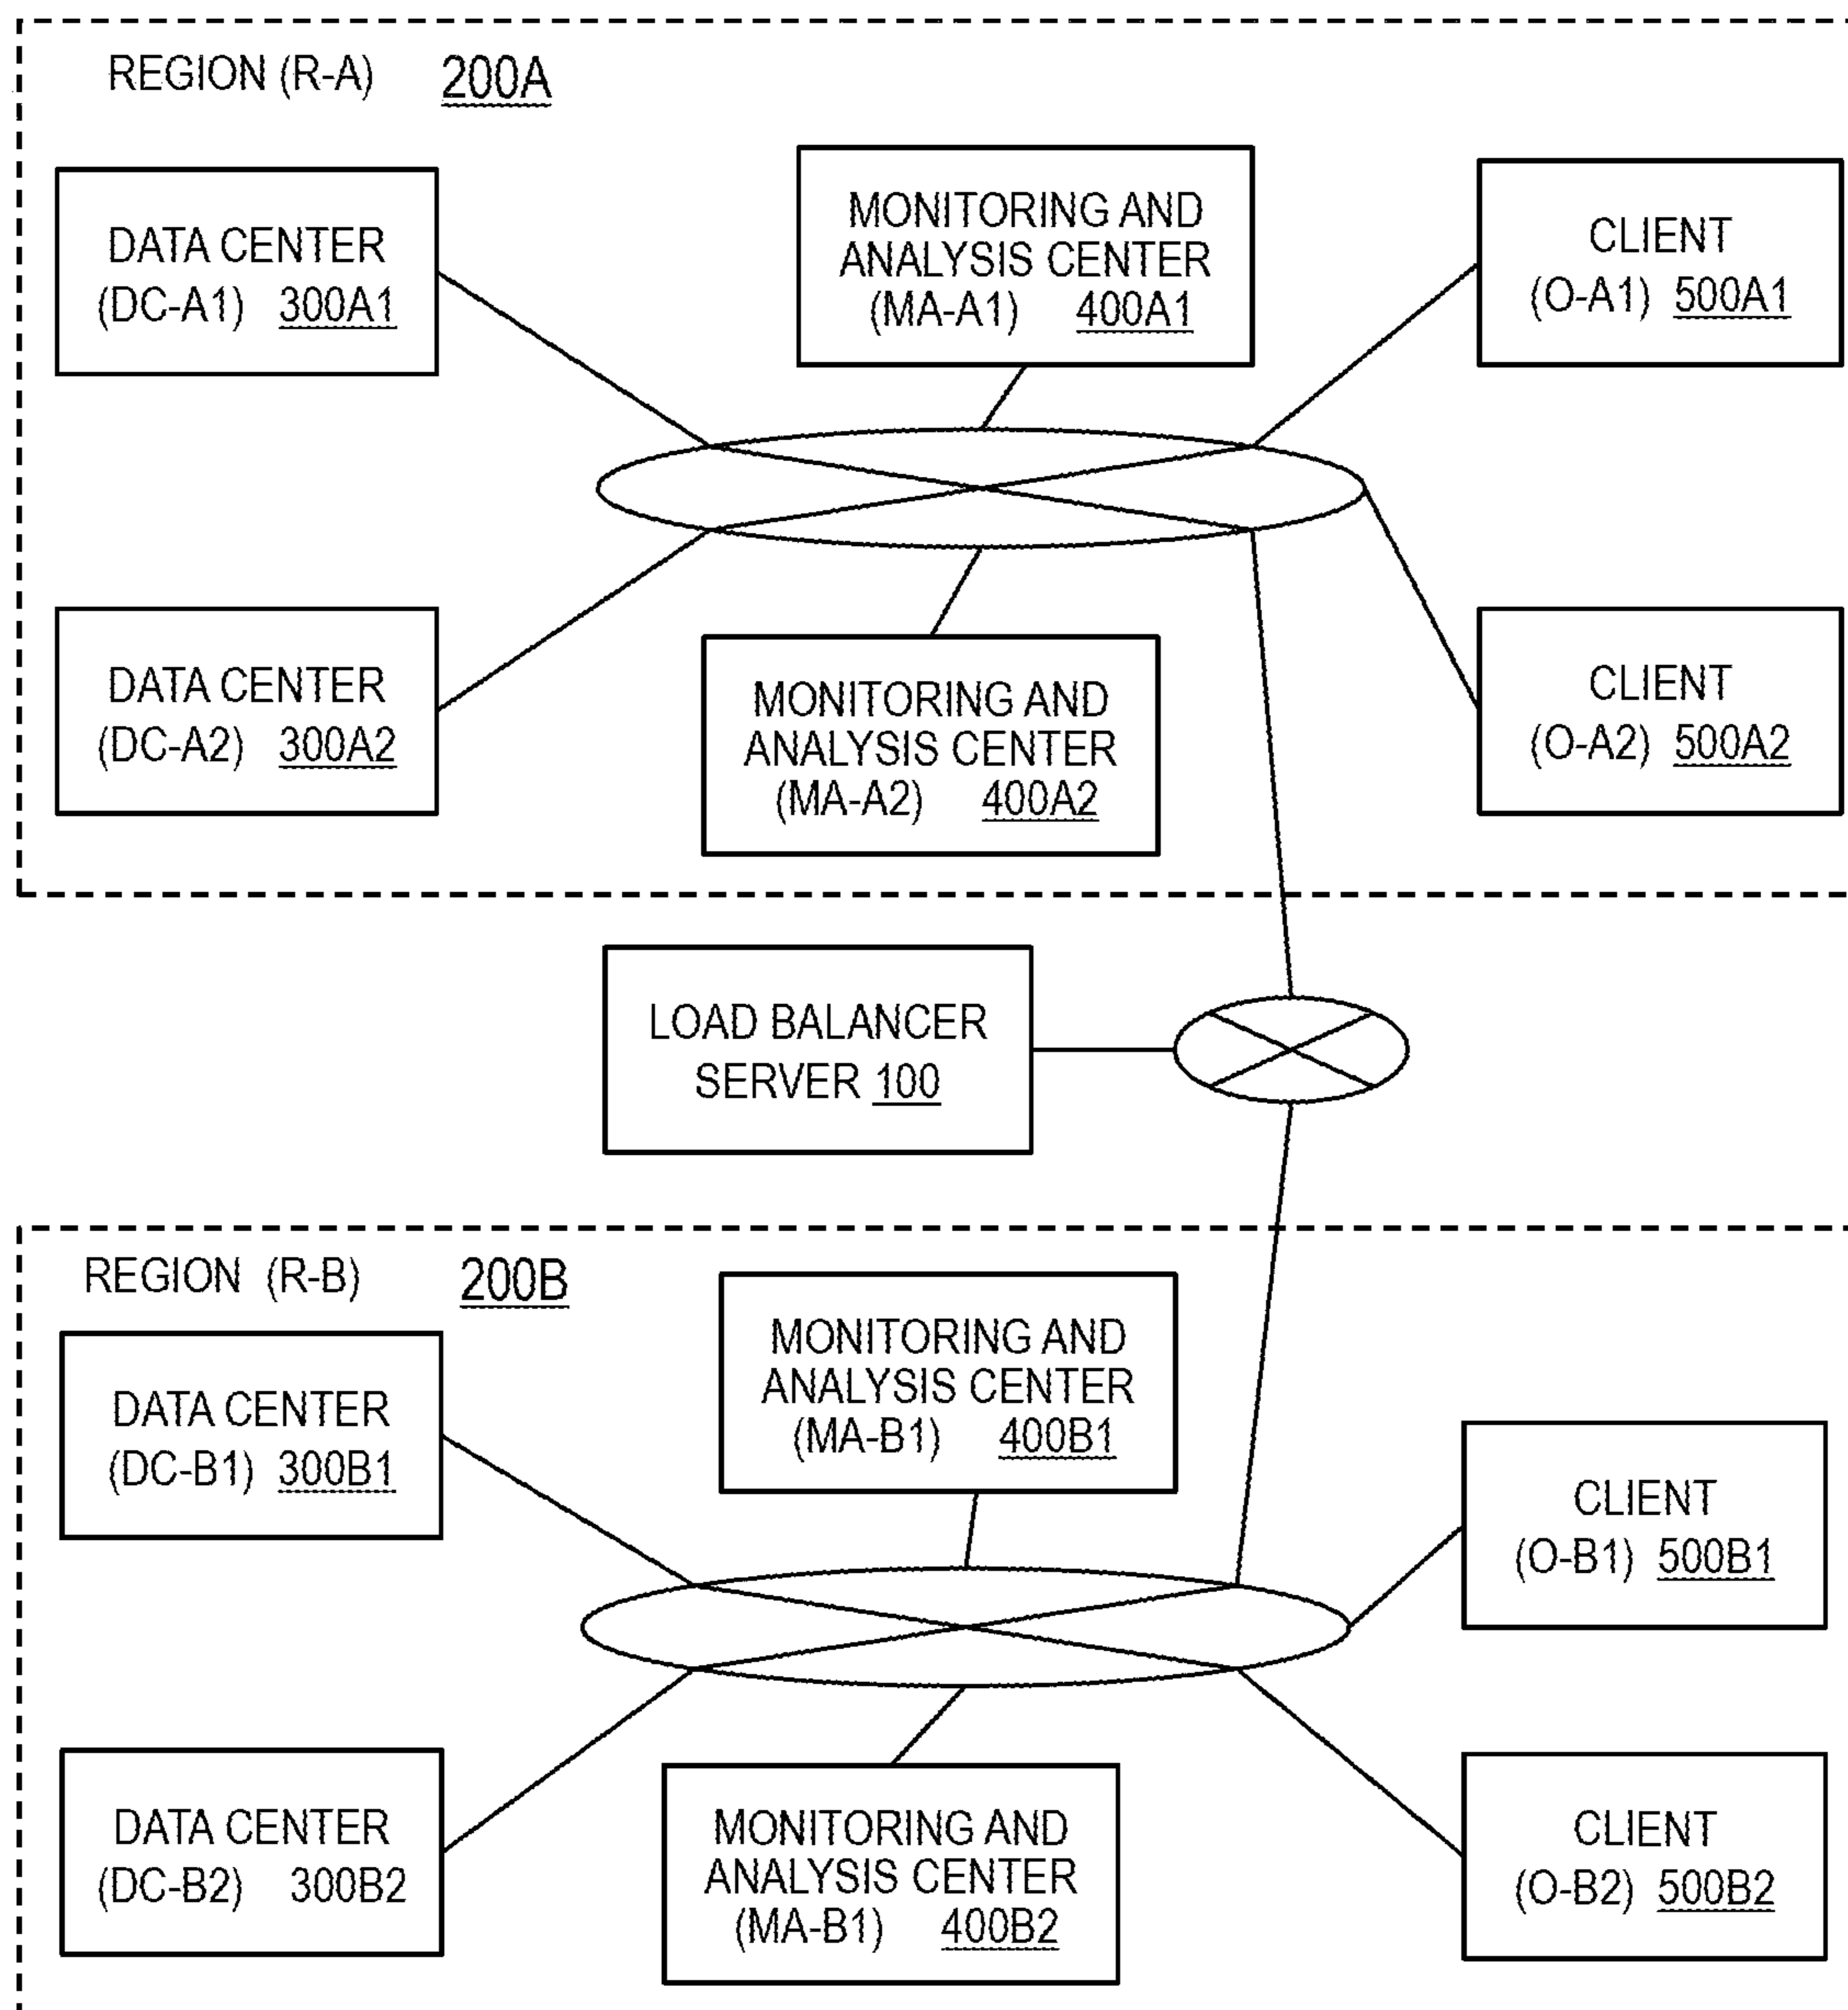 REGION (R-A) 200A
DATA CENTER
(DC-A1) 300A1
MONITORING AND
ANALYSIS CENTER
(MA-A1) 400A1
CLIENT
(O-A1) 500A1
DATA CENTER
(DC-A2) 300A2
MONITORING AND
ANALYSIS CENTER
(MA-A2) 400A2
CLIENT
(O-A2) 500A2
LOAD BALANCER
SERVER 100
REGION (R-B) 200B
DATA CENTER
(DC-B1) 300B1
MONITORING AND
ANALYSIS CENTER
(MA-B1) 400B1
CLIENT
(O-B1) 500B1
DATA CENTER
(DC-B2) 300B2
MONITORING AND
ANALYSIS CENTER
(MA-B1) 400B2
CLIENT
(O-B2) 500B2